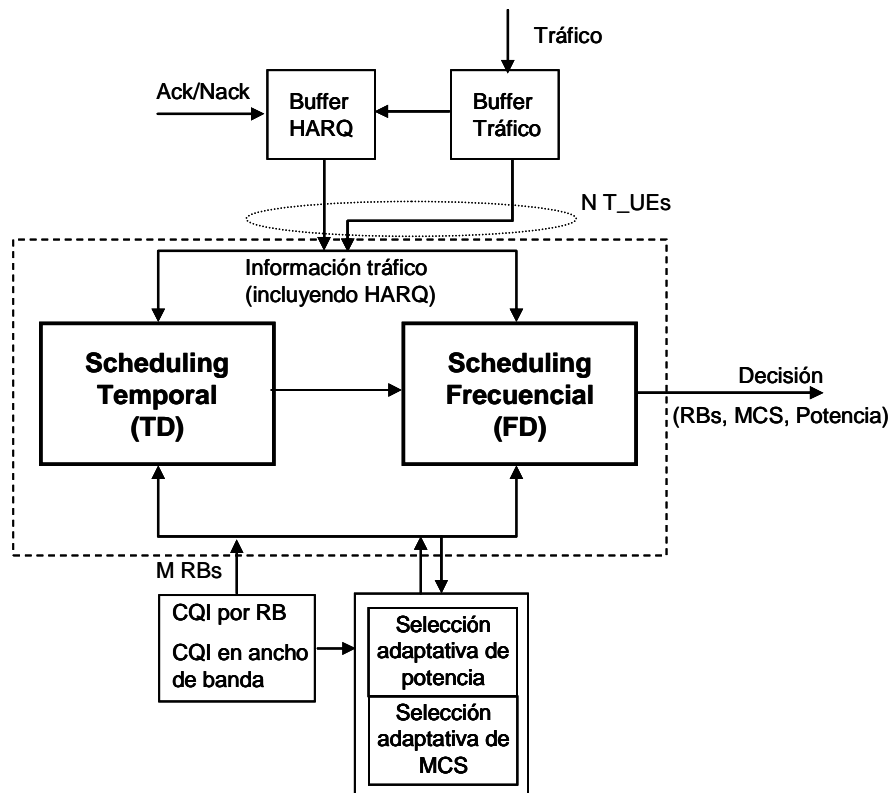 Tráfico
Ack/Nack
Buffer
HARQ
Buffer
Tráfico
N T_UEs
Información tráfico
(incluyendo HARQ)
Scheduling
Temporal
(TD)
Scheduling
Frecuencial
(FD)
Decisión
(RBs, MCS, Potencia)
M RBs
CQI por RB
CQI en ancho
de banda
Selección
adaptativa de
potencia
Selección
adaptativa de
MCS